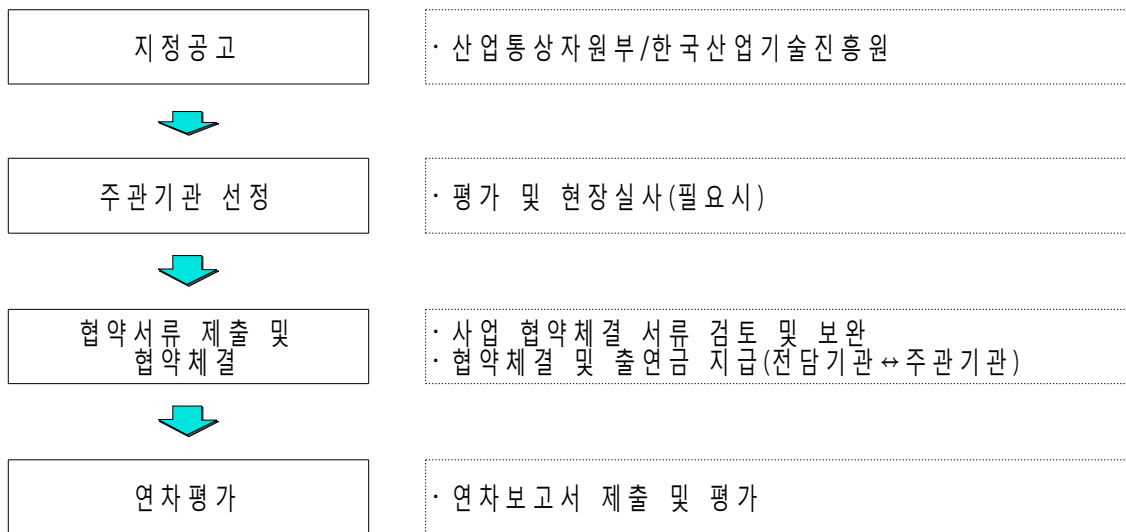 지정공고
· 산업통상자원부/한국산업기술진흥원
주관기관 선정
· 평가 및 현장실사(필요시)
협약서류 제출 및
협약체결
· 사업 협약체결 서류 검토 및 보완
· 협약체결 및 출연금 지급(전담기관↔주관기관)
연차평가
· 연차보고서 제출 및 평가